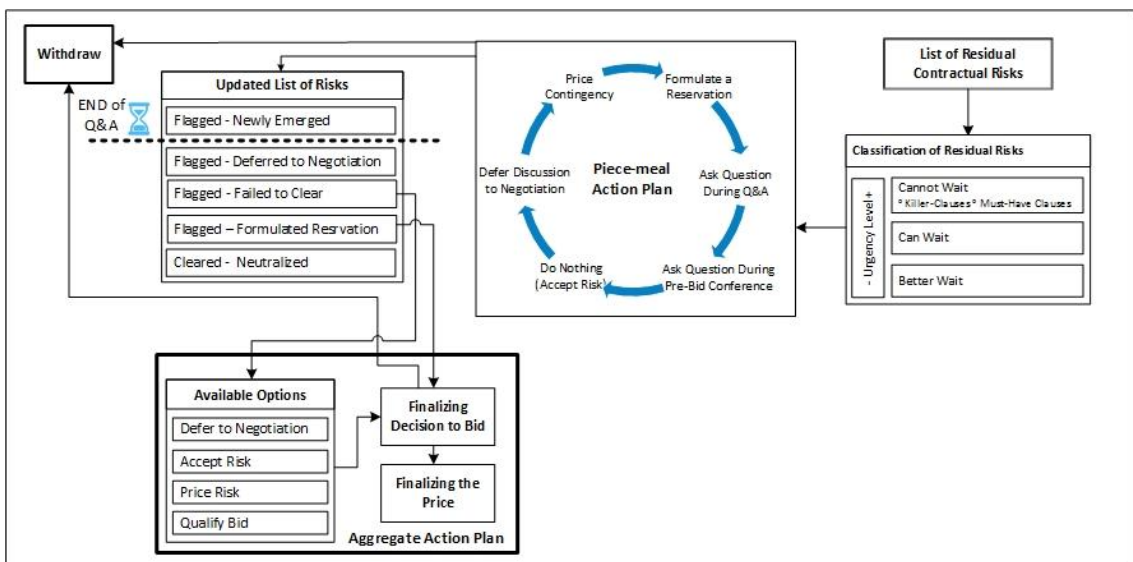 Withdraw
END of
Q&A
Updated List of Risks
Flagged - Newly Emerged
Flagged - Deferred to Negotiation
Flagged - Failed to Clear
Flagged – Formulated Resrvation
Cleared - Neutralized
Price
Contingency
Formulate a
Reservation
Defer Discussion
to Negotiation
Piece-meal
Action Plan
Ask Question
During Q&A
Do Nothing
(Accept Risk)
Ask Question During
Pre-Bid Conference
List of Residual
Contractual Risks
Classification of Residual Risks
- Urgency Level +
Cannot Wait
° Killer-Clauses ° Must-Have Clauses
Can Wait
Better Wait
Available Options
Defer to Negotiation
Accept Risk
Price Risk
Qualify Bid
Finalizing
Decision to Bid
Finalizing the
Price
Aggregate Action Plan